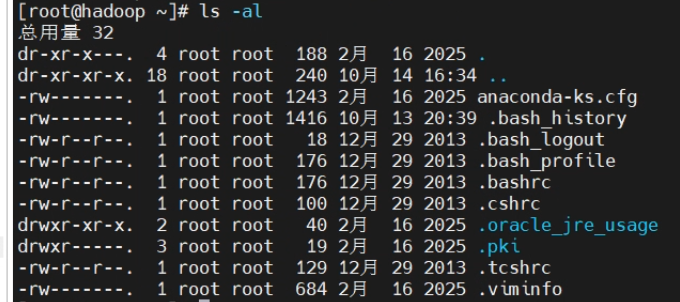 [root@hadoop ~]# ls -al
总用量 32
dr-xr-x---. 4 root root 188 2月 16 2025 .
dr-xr-xr-x. 18 root root 240 10月 14 16:34 ..
-rw-------. 1 root root 1243 2月 16 2025 anaconda-ks.cfg
-rw-------. 1 root root 1416 10月 13 20:39 .bash_history
-rw-r--r--. 1 root root 18 12月 29 2013 .bash_logout
-rw-r--r--. 1 root root 176 12月 29 2013 .bash_profile
-rw-r--r--. 1 root root 176 12月 29 2013 .bashrc
-rw-r--r--. 1 root root 100 12月 29 2013 .cshrc
drwxr-xr-x. 2 root root 40 2月 16 2025 .oracle_jre_usage
drwxr-----. 3 root root 19 2月 16 2025 .pki
-rw-r--r--. 1 root root 129 12月 29 2013 .tcshrc
-rw-------. 1 root root 684 2月 16 2025 .viminfo